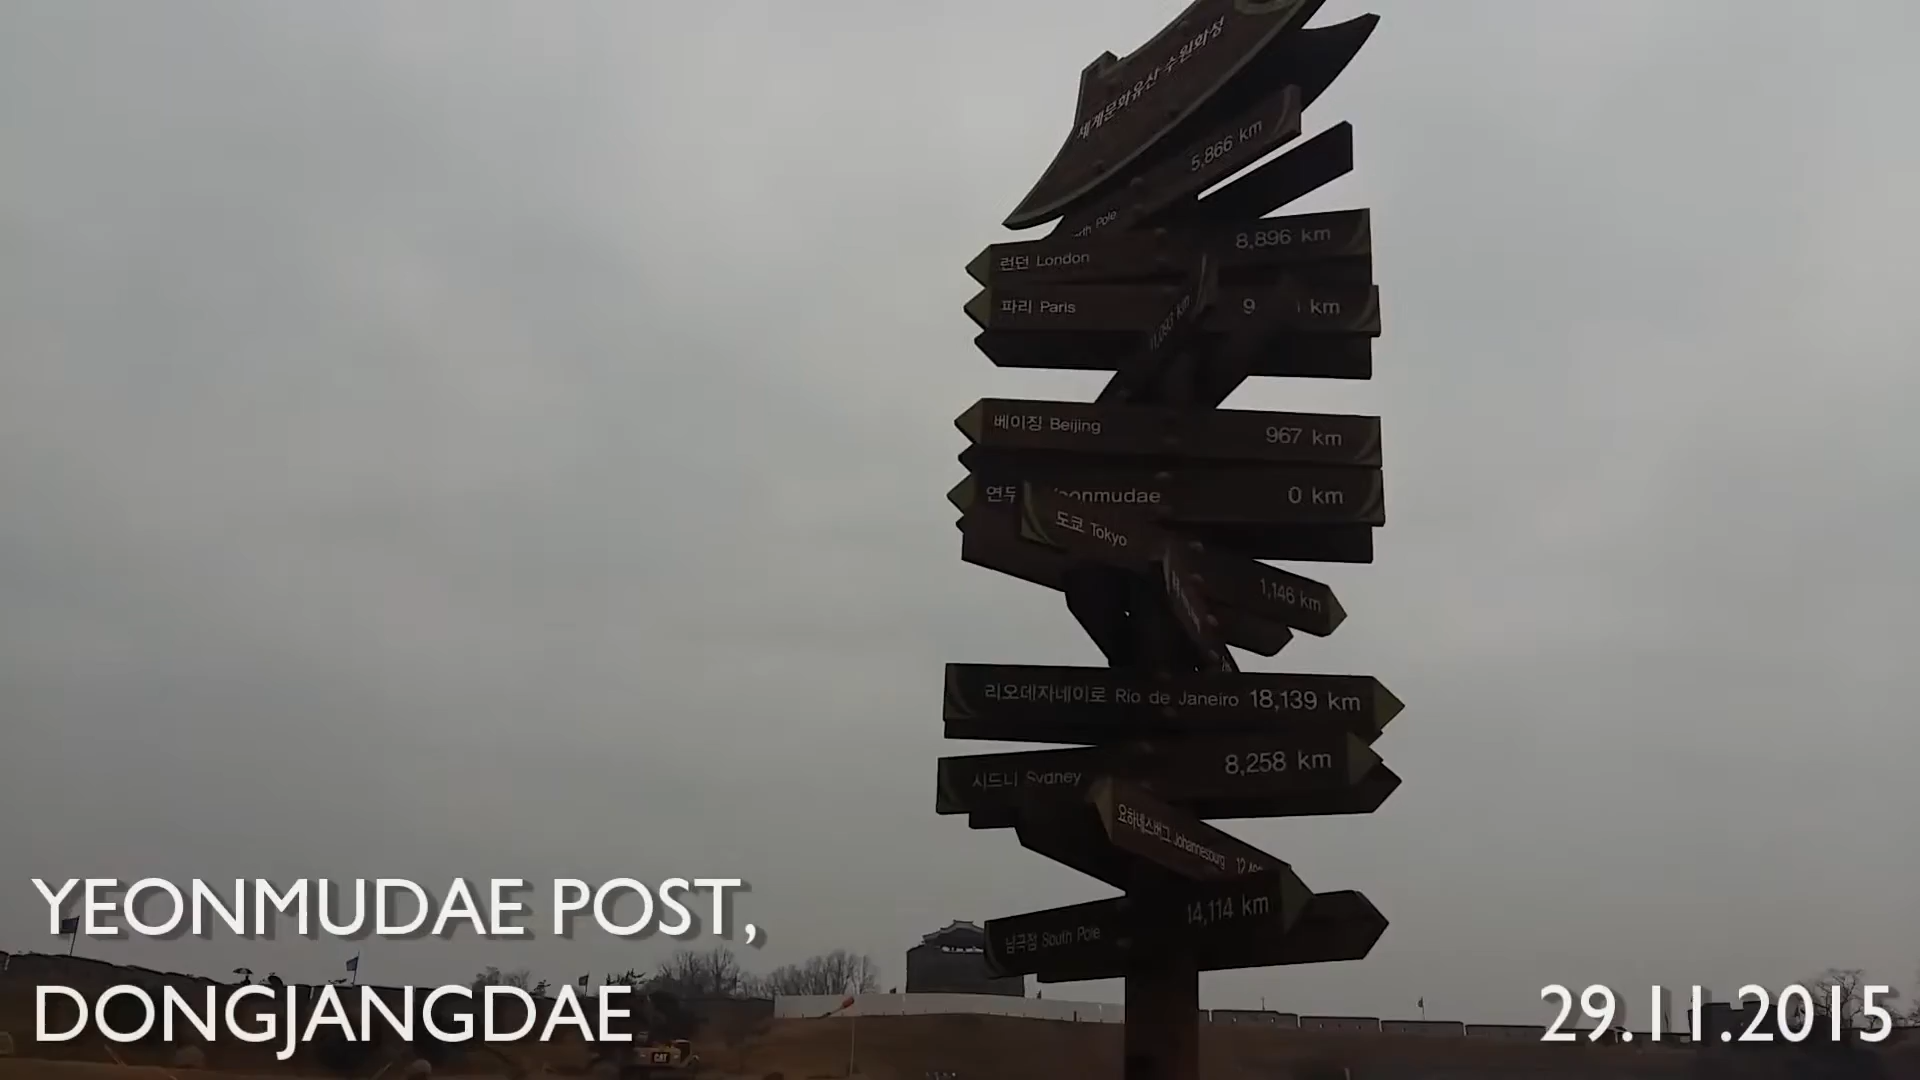 세계문화유산 수원화성
5,866 km
Pole
런던 London 8,896 km
파리 Paris 9 km
베이징 Beijing 967 km
0 km
도쿄 Tokyo 1,146 km
리오데자네이로 Rio de Janeiro 18,139 km
시드니 Sydney 8,258 km
요하네스버그 Johannesburg
남극점 South Pole 14,114 km
YEONMUDAE POST,
DONGJANGDAE
CAT
29.11.2015